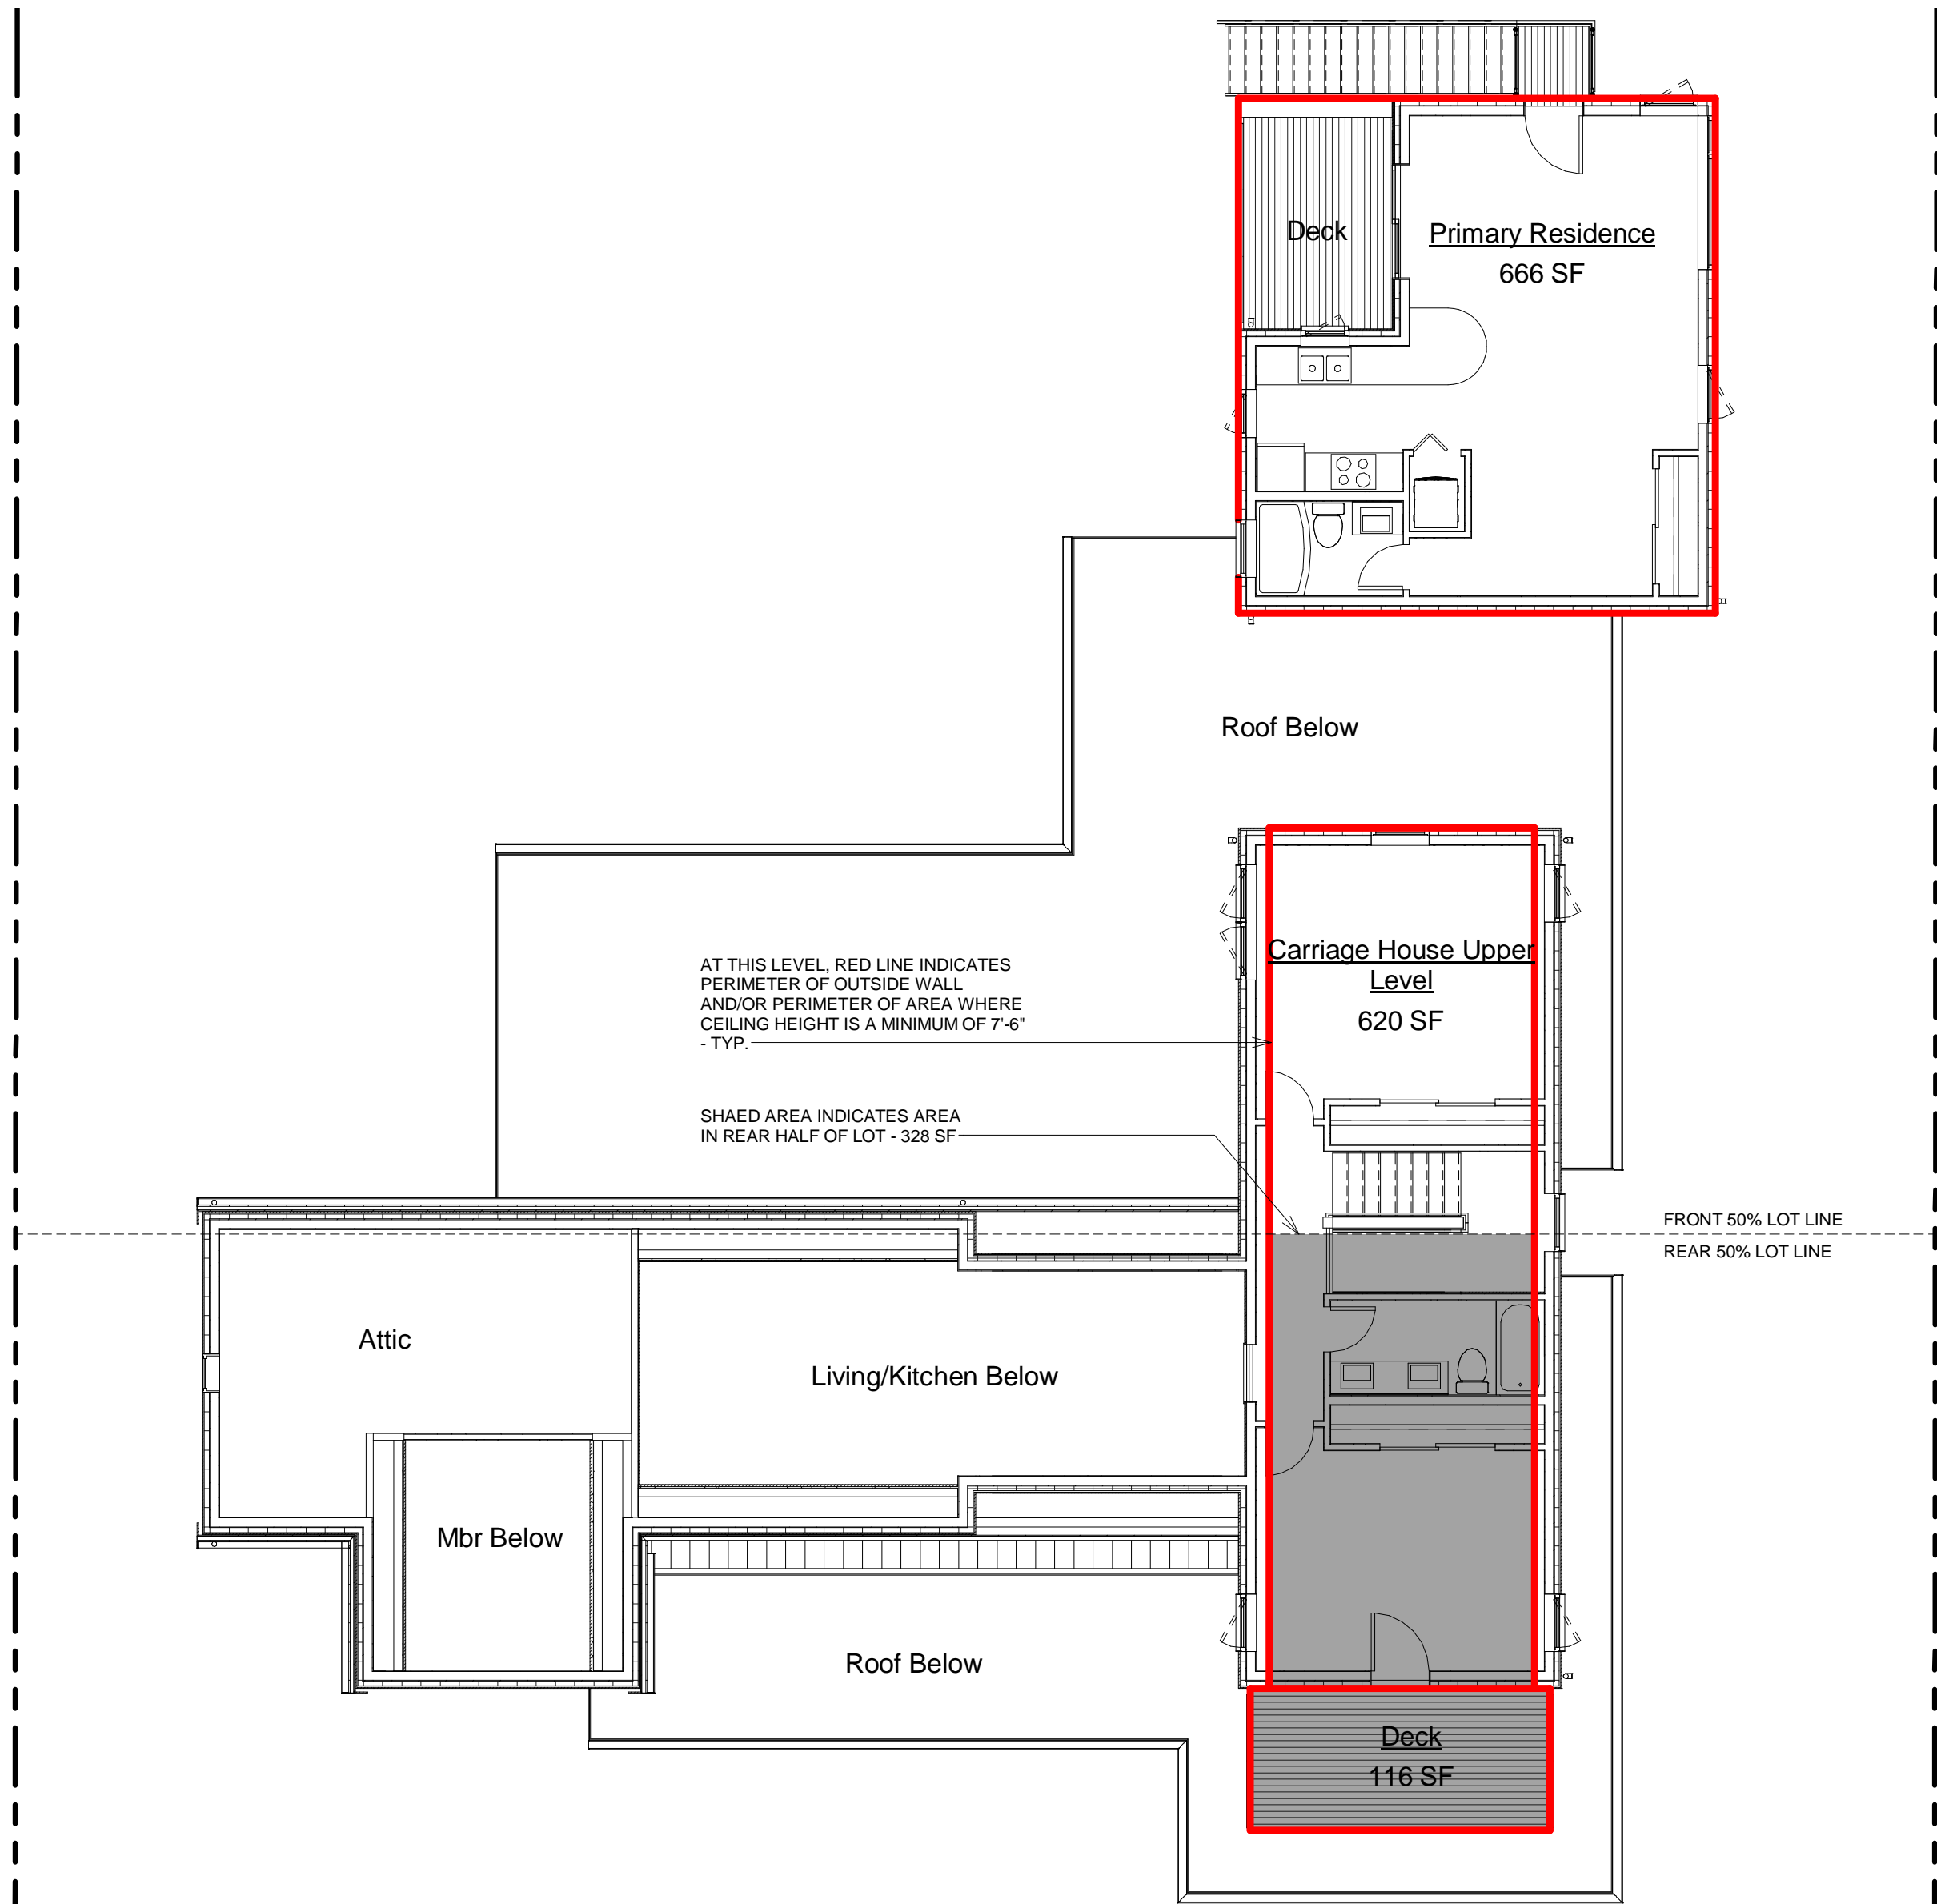 Deck
Primary Residence
666 SF
Roof Below
Carriage House Upper
Level
620 SF
AT THIS LEVEL, RED LINE INDICATES
PERIMETER OF OUTSIDE WALL
AND/OR PERIMETER OF AREA WHERE
CEILING HEIGHT IS A MINIMUM OF 7'-6"
- TYP.
SHAED AREA INDICATES AREA
IN REAR HALF OF LOT - 328 SF
FRONT 50% LOT LINE
REAR 50% LOT LINE
Attic
Living/Kitchen Below
Mbr Below
Roof Below
Deck
116 SF